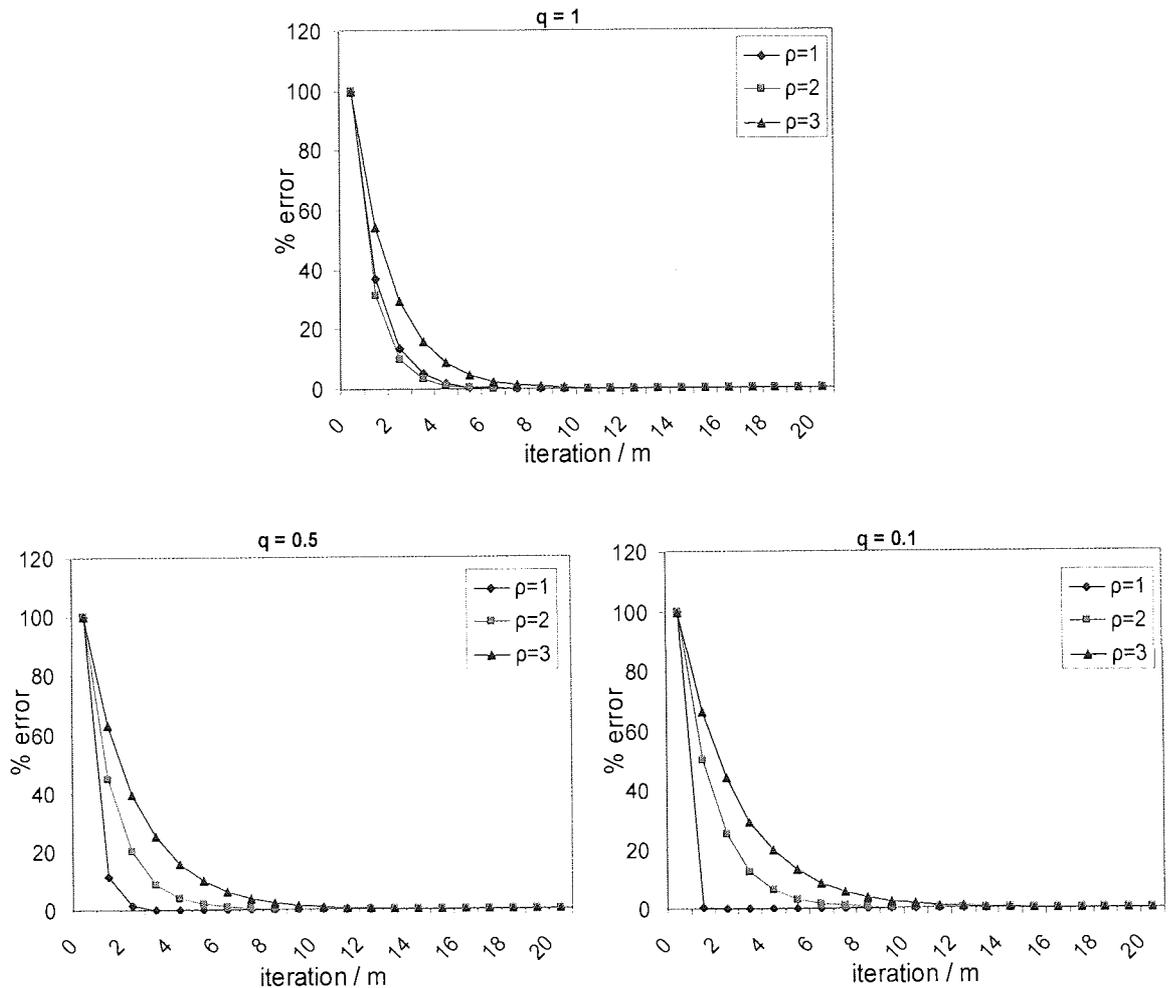 q = 1
120
100
80
60
40
20
0
% error
ρ=1
ρ=2
ρ=3
0 2 4 6 8 10 12 14 16 18 20
iteration / m
q = 0.5
120
100
80
60
40
20
0
% error
ρ=1
ρ=2
ρ=3
0 2 4 6 8 10 12 14 16 18 20
iteration / m
q = 0.1
120
100
80
60
40
20
0
% error
ρ=1
ρ=2
ρ=3
0 2 4 6 8 10 12 14 16 18 20
iteration / m